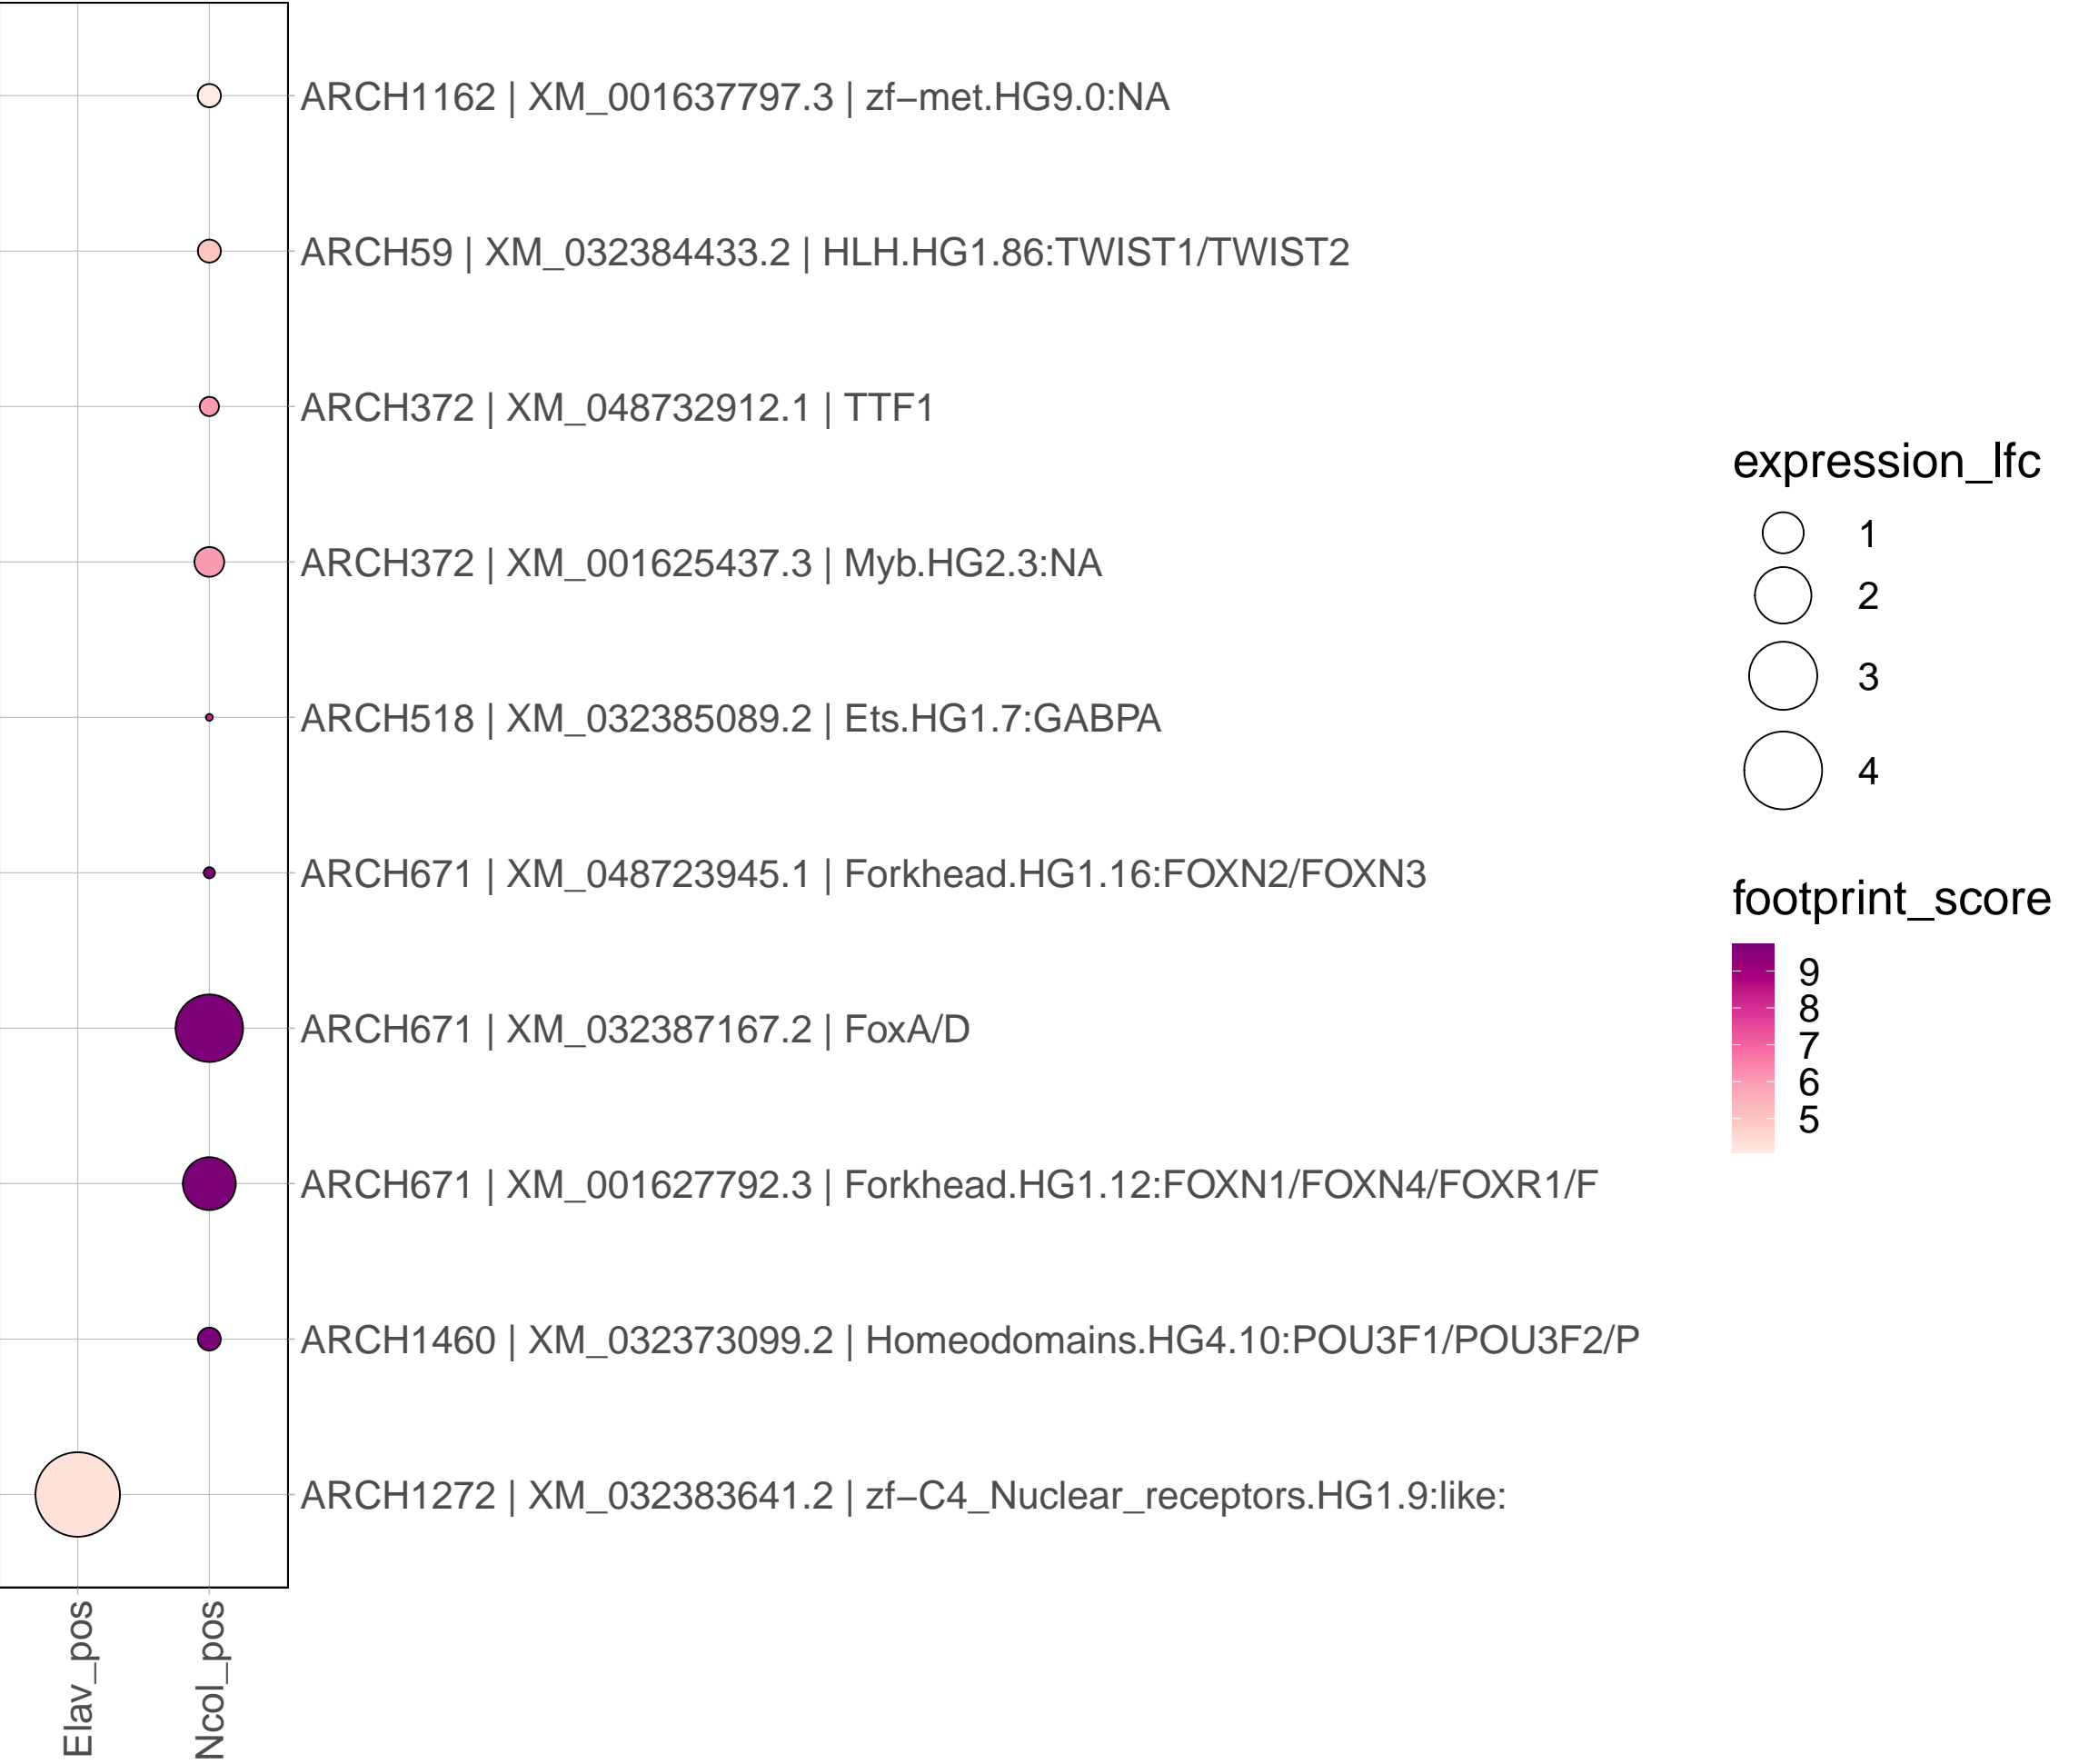 ARCH1162 | XM_001637797.3 | zf−met.HG9.0:NA
ARCH59 | XM_032384433.2 | HLH.HG1.86:TWIST1/TWIST2
ARCH372 | XM_048732912.1 | TTF1
ARCH372 | XM_001625437.3 | Myb.HG2.3:NA
ARCH518 | XM_032385089.2 | Ets.HG1.7:GABPA
ARCH671 | XM_048723945.1 | Forkhead.HG1.16:FOXN2/FOXN3
ARCH671 | XM_032387167.2 | FoxA/D
ARCH671 | XM_001627792.3 | Forkhead.HG1.12:FOXN1/FOXN4/FOXR1/F
ARCH1460 | XM_032373099.2 | Homeodomains.HG4.10:POU3F1/POU3F2/P
ARCH1272 | XM_032383641.2 | zf−C4_Nuclear_receptors.HG1.9:like:
Elav_pos
Ncol_pos
expression_lfc
1
2
3
4
footprint_score
9
8
7
6
5